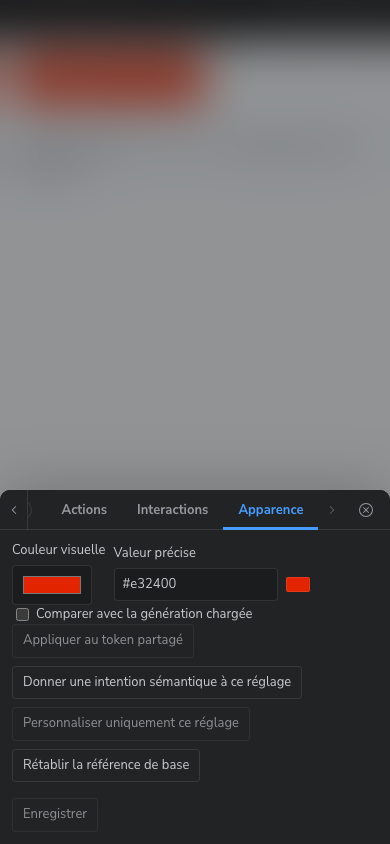 Actions Interactions Apparence
Couleur visuelle Valeur précise
#e32400
Comparer avec la génération chargée
Appliquer au token partagé
Donner une intention sémantique à ce réglage
Personnaliser uniquement ce réglage
Rétablir la référence de base
Enregistrer